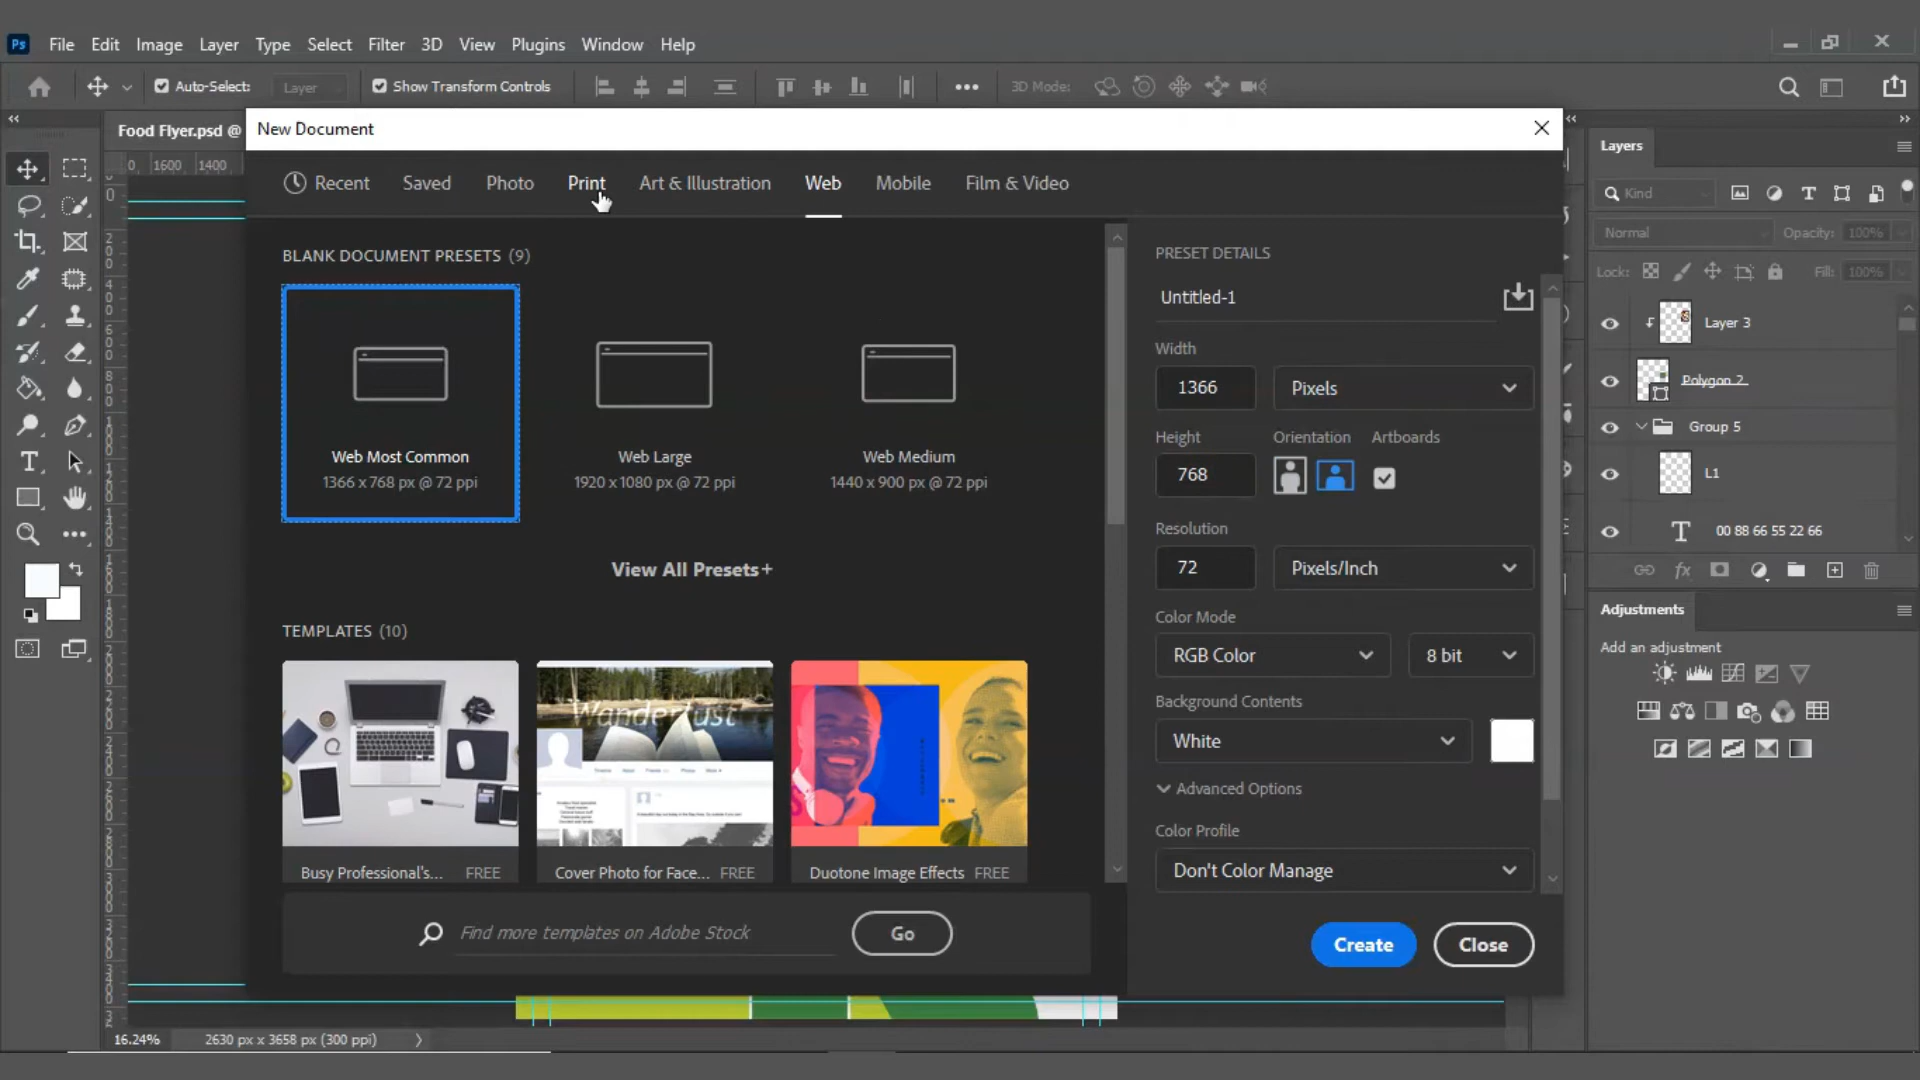 Ps File Edit Image Layer Type Select Filter 3D View Plugins Window Help
Auto-Select: Layer Show Transform Controls 3D Mode:
Food Flyer.psd @
New Document
0 1600 1400
Recent Saved Photo Print Art & Illustration Web Mobile Film & Video
BLANK DOCUMENT PRESETS (9)
Web Most Common
1366 x 768 px @ 72 ppi
Web Large
1920 x 1080 px @ 72 ppi
Web Medium
1440 x 900 px @ 72 ppi
View All Presets+
TEMPLATES (10)
Wanderlust
Busy Professional's... FREE
Cover Photo for Face... FREE
Duotone Image Effects FREE
Find more templates on Adobe Stock
Go
PRESET DETAILS
Untitled-1
Width
1366 Pixels
Height Orientation Artboards
768
Resolution
72 Pixels/Inch
Color Mode
RGB Color 8 bit
Background Contents
White
Advanced Options
Color Profile
Don't Color Manage
Create Close
Layers
Kind
Normal Opacity: 100%
Lock: Fill: 100%
Layer 3
Polygon 2
Group 5
L1
T 00 88 66 55 22 66
fx
Adjustments
Add an adjustment
16.24% 2630 px x 3658 px (300 ppi)